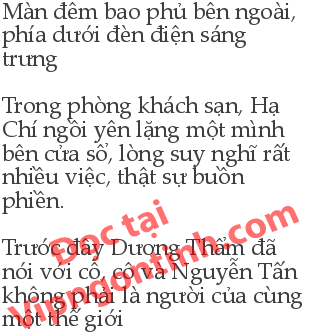 Màn đêm bao phủ bên ngoài,
phía dưới đèn điện sáng
trưng
Trong phòng khách sạn, Hạ
Chí ngồi yên lặng một mình
bên cửa sổ, lòng suy nghĩ rất
nhiều việc, thật sự buồn
phiền.
Đọc tại
Vipngontinh.com
Trước đây Dương Thẩm đã
nói với cô, cô và Nguyễn Tấn
không phải là người của cùng
một thế giới